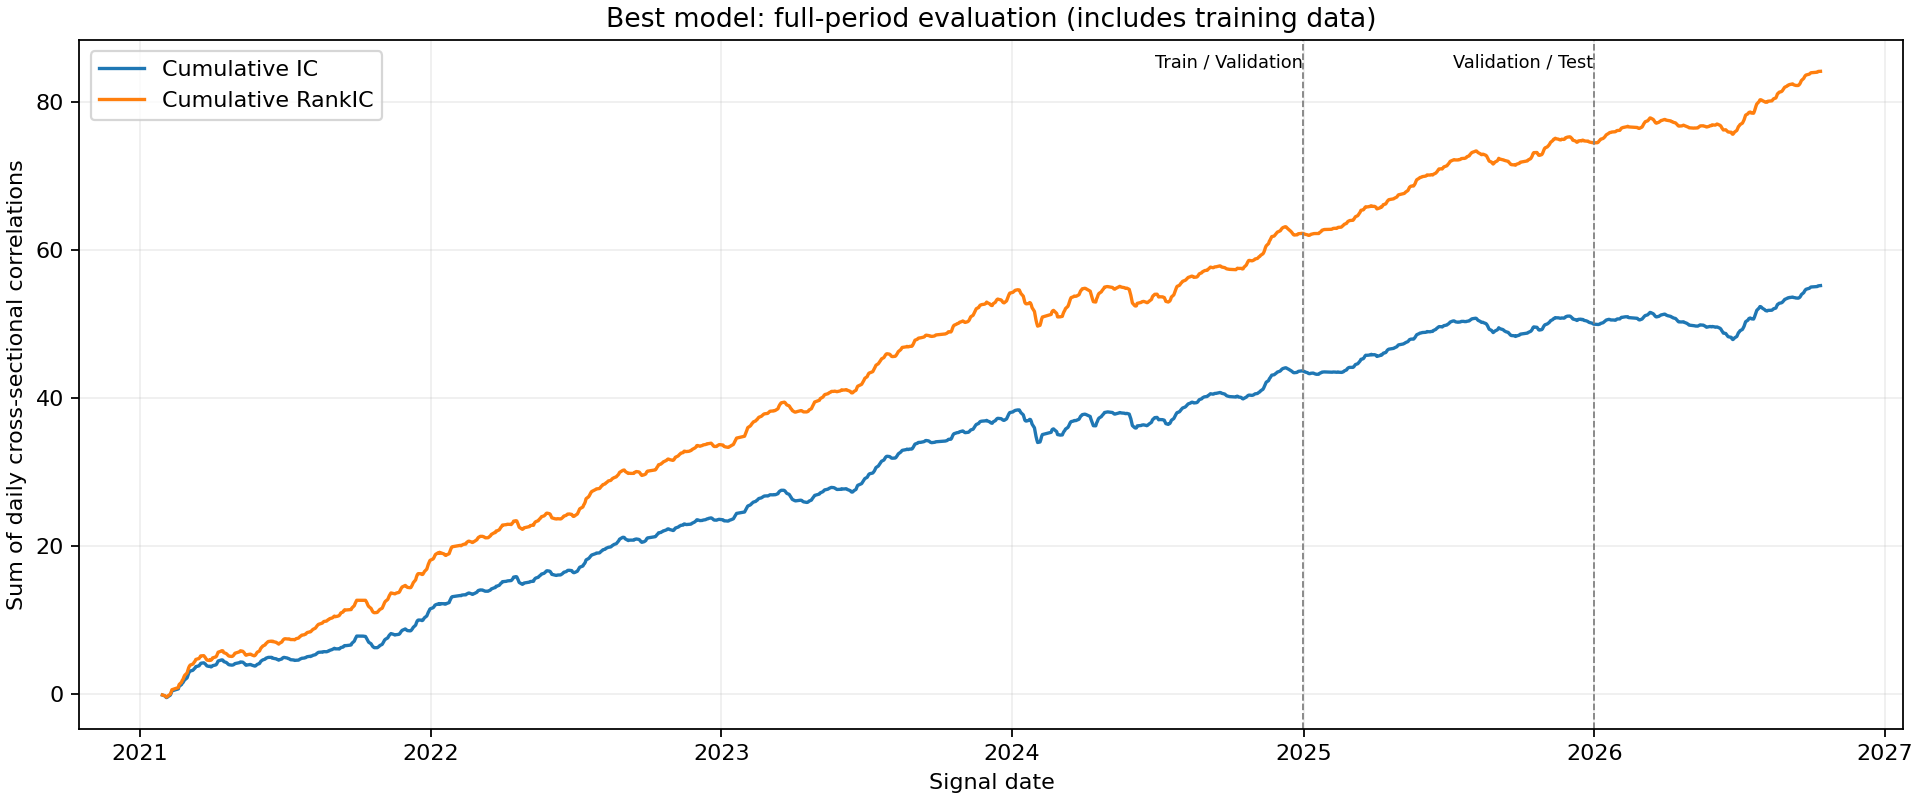 Best model: full-period evaluation (includes training data)
Cumulative IC
Cumulative RankIC
Train / Validation
Validation / Test
Sum of daily cross-sectional correlations
80
60
40
20
0
2021
2022
2023
2024
2025
2026
2027
Signal date